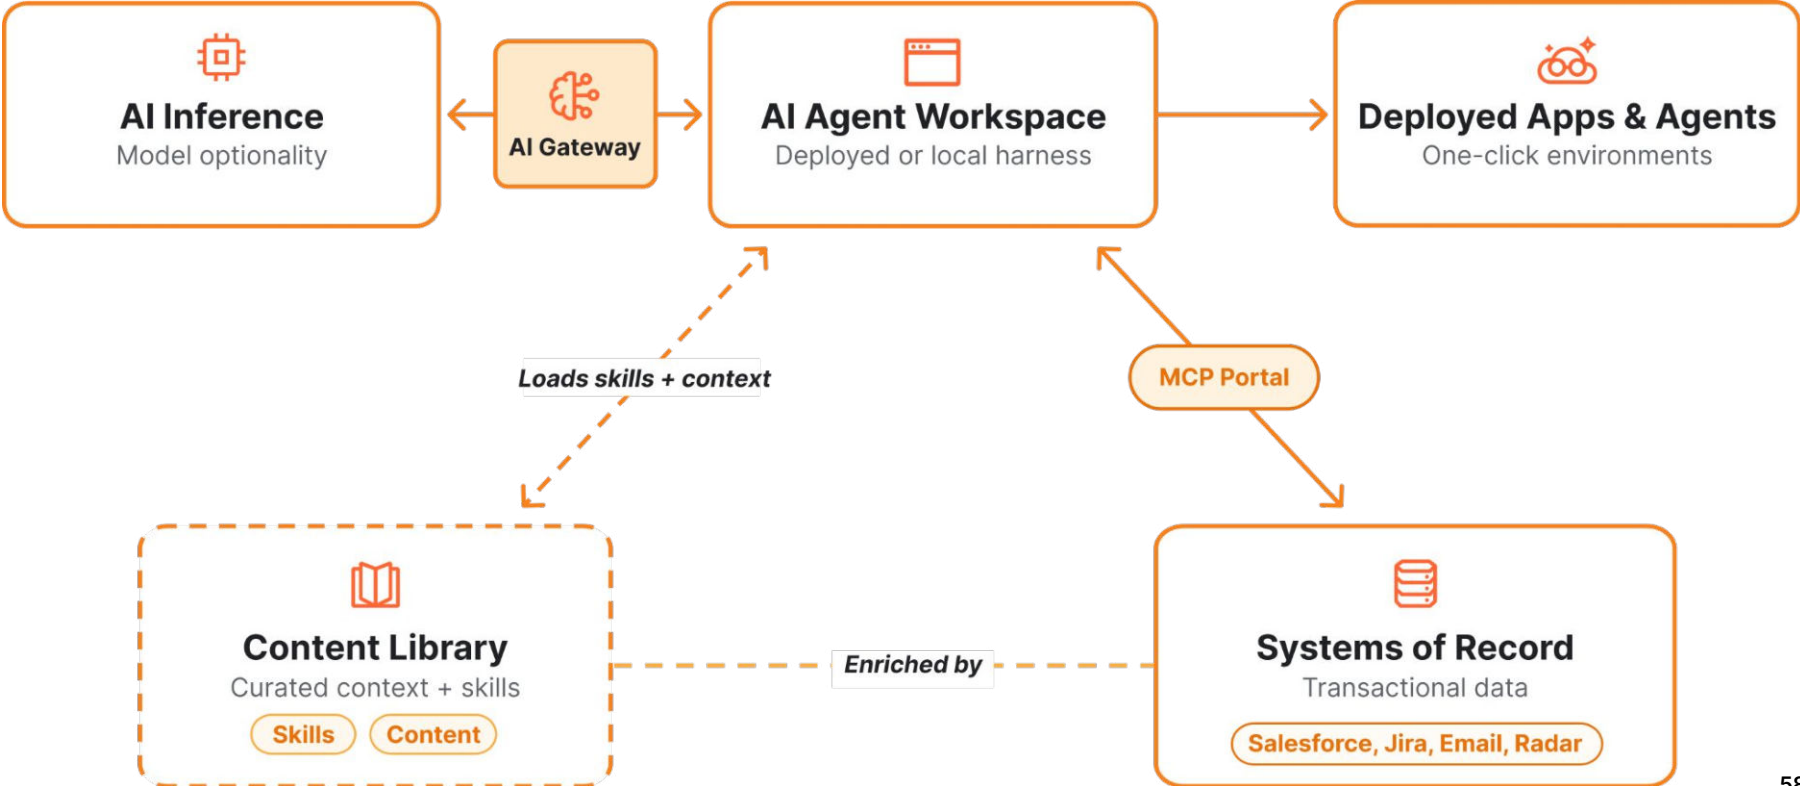 AI Inference
Model optionality
AI Gateway
AI Agent Workspace
Deployed or local harness
Deployed Apps & Agents
One-click environments
Loads skills + context
MCP Portal
Content Library
Curated context + skills
Skills
Content
Enriched by
Systems of Record
Transactional data
Salesforce, Jira, Email, Radar
58